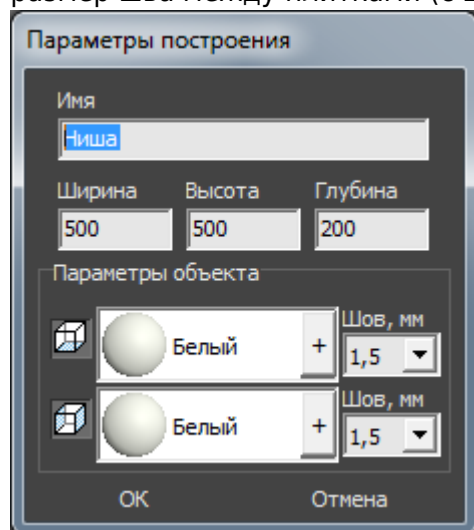 Параметры построения
Имя
Ниша
Ширина Высота Глубина
500 500 200
Параметры объекта
Шов, мм
Белый + 1,5
Шов, мм
Белый + 1,5
ОК Отмена